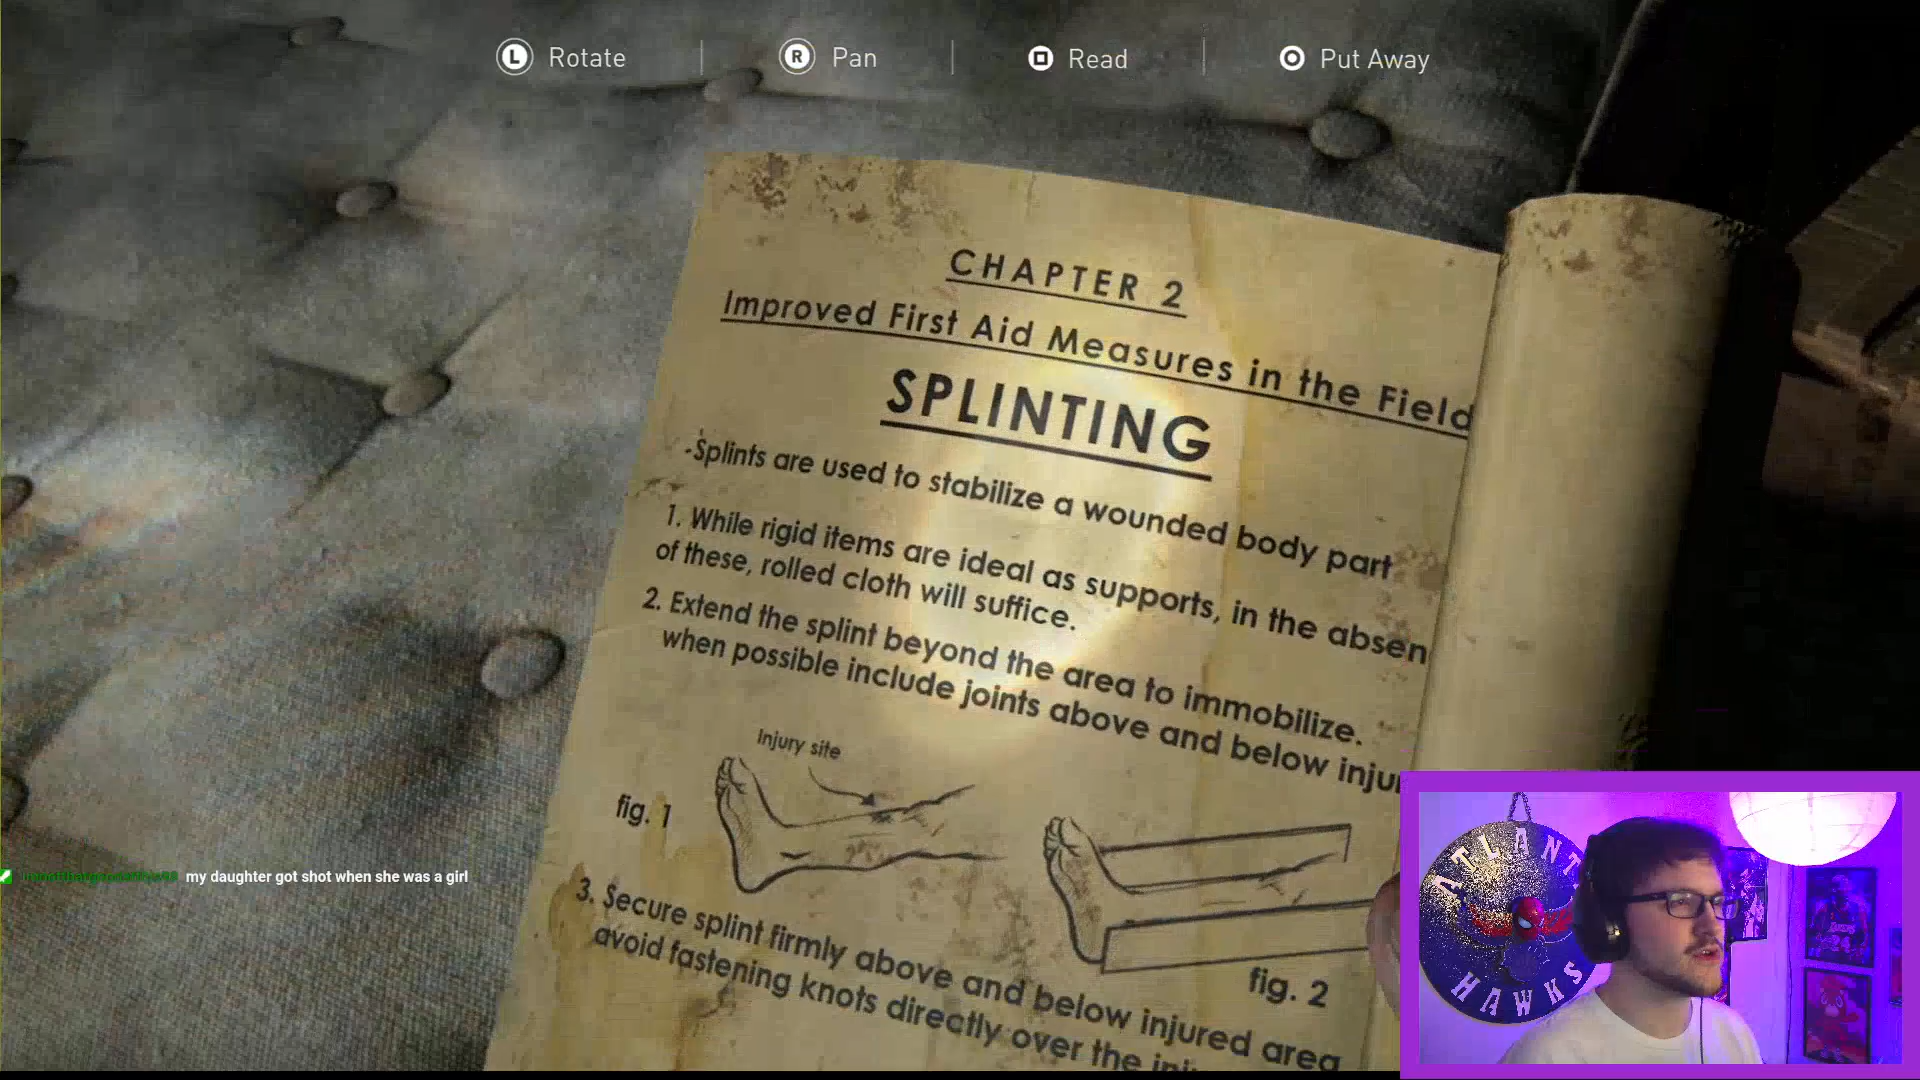 Rotate
Pan
Read
Put Away
CHAPTER 2
Improved First Aid Measures in the Field
SPLINTING
-Splints are used to stabilize a wounded body part
1. While rigid items are ideal as supports, in the absen
of these, rolled cloth will suffice.
2. Extend the splint beyond the area to immobilize.
when possible include joints above and below injur
Injury site
fig. 1
fig. 2
3. Secure splint firmly above and below injured area
avoid fastening knots directly over the inj
my daughter got shot when she was a girl
ATLANT
HAWKS